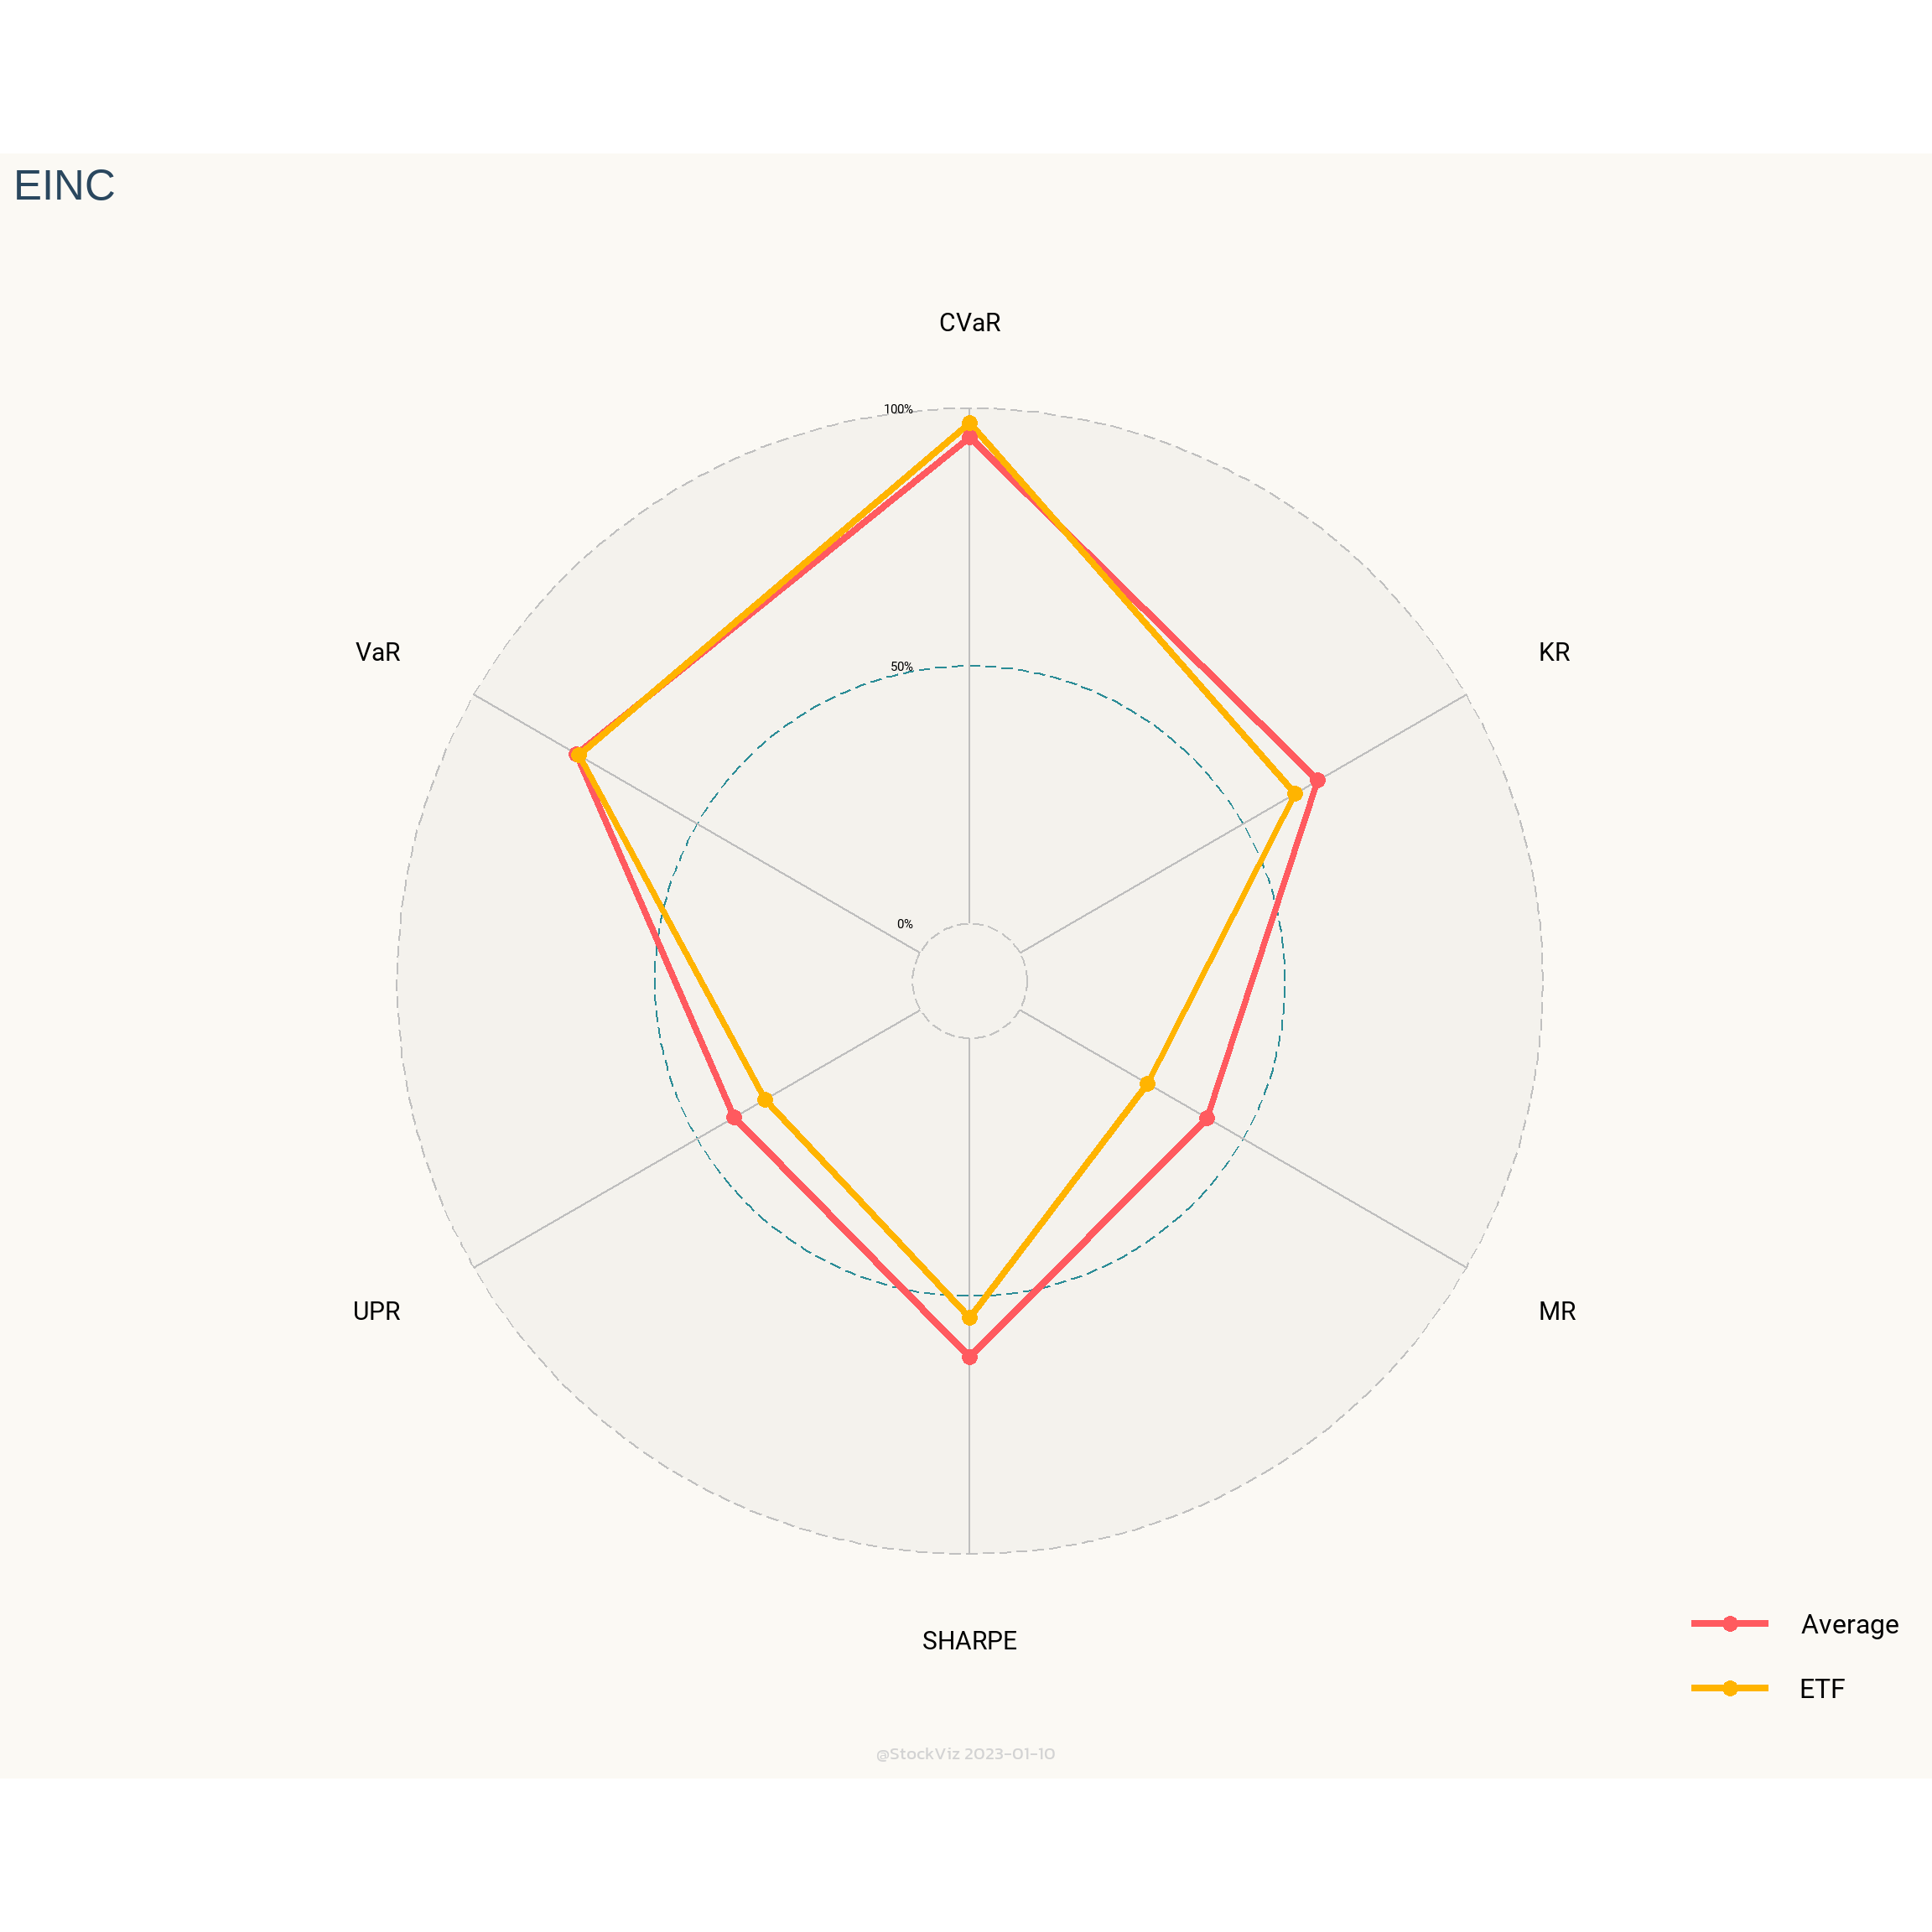 EINC
CVaR
100%
VaR
KR
50%
0%
UPR
MR
SHARPE
Average
ETF
@StockViz 2023-01-10